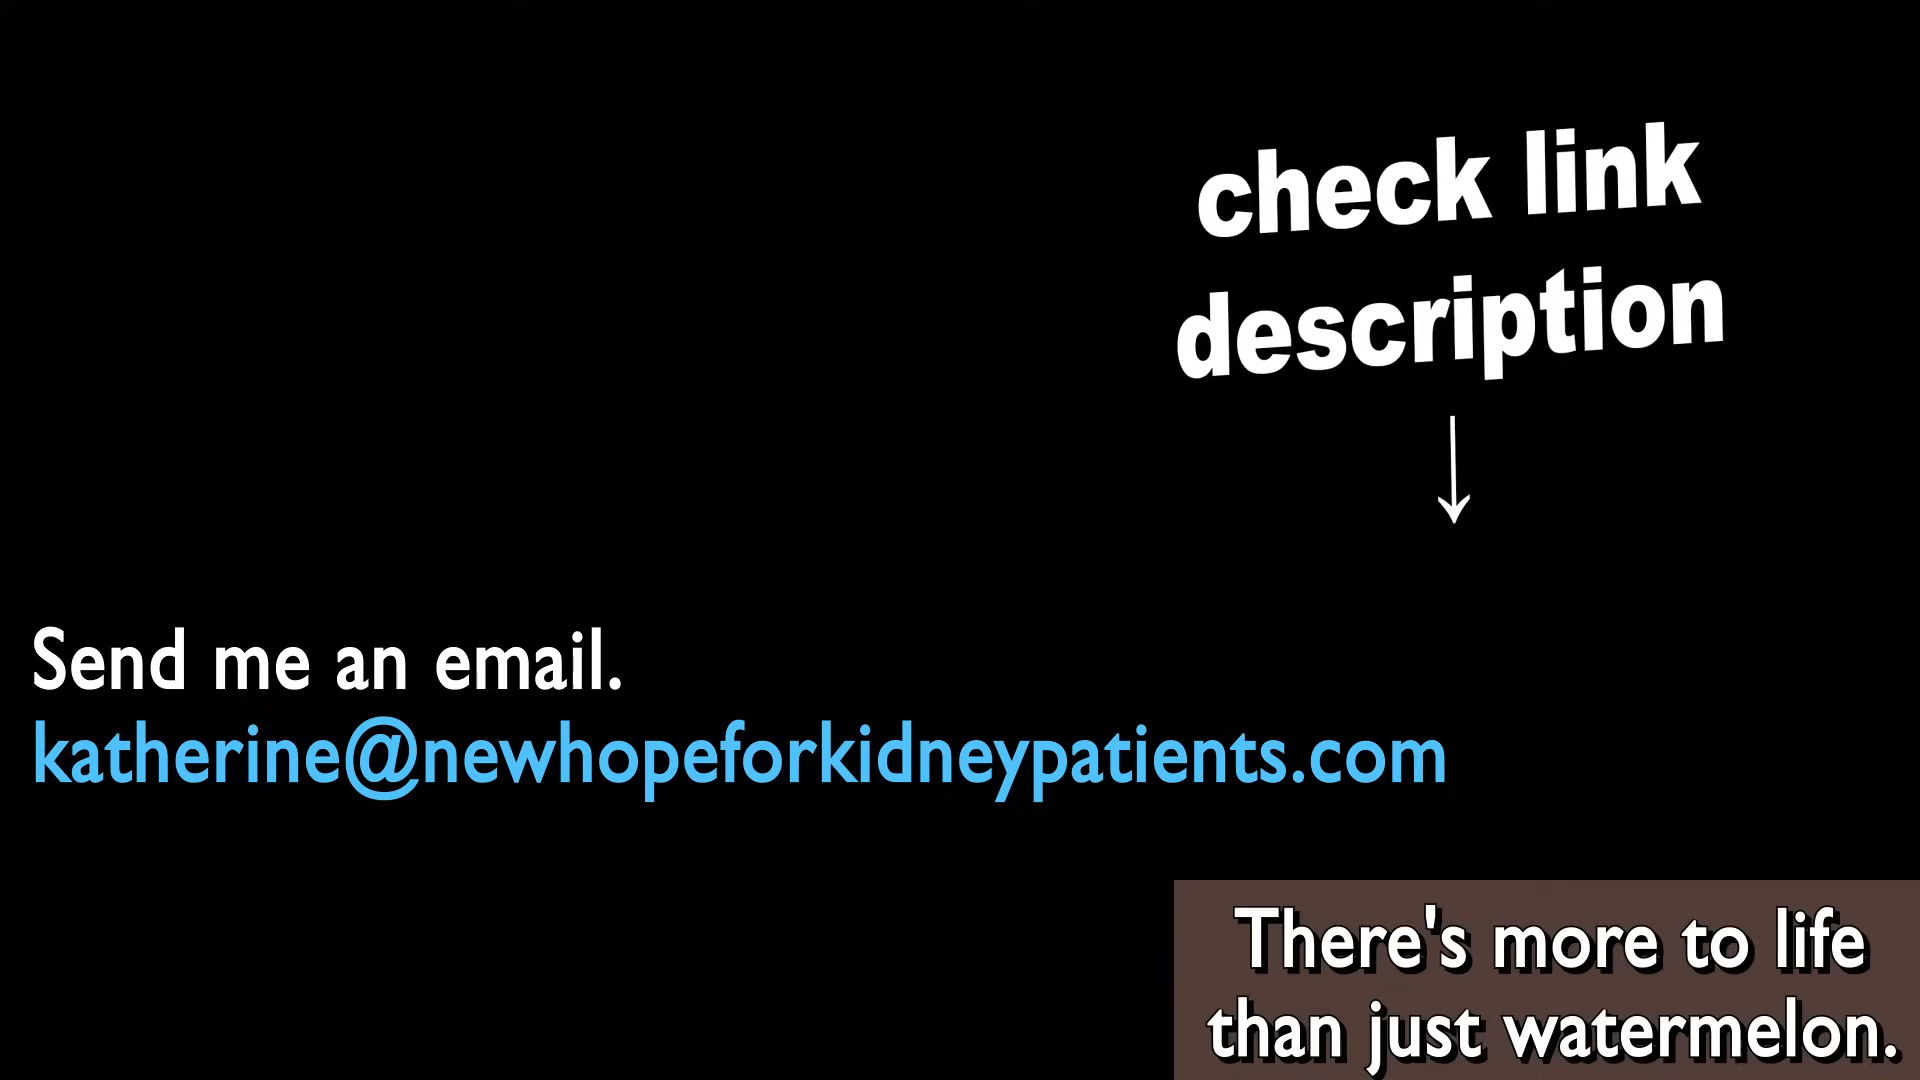 check link
description
↓
Send me an email.
katherine@newhopeforkidneypatients.com
There's more to life
than just watermelon.